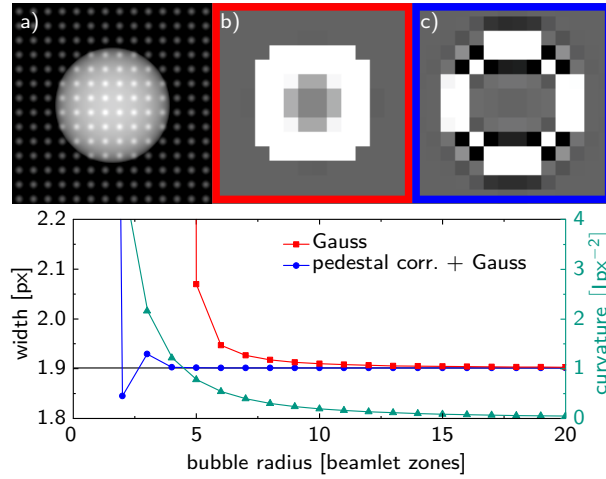 a) b) c)
2.2
2.1
2.0
1.9
1.8
width [px]
Gauss
pedestal corr. + Gauss
4
3
2
1
0
curvature [Ipx⁻²]
0 5 10 15 20
bubble radius [beamlet zones]